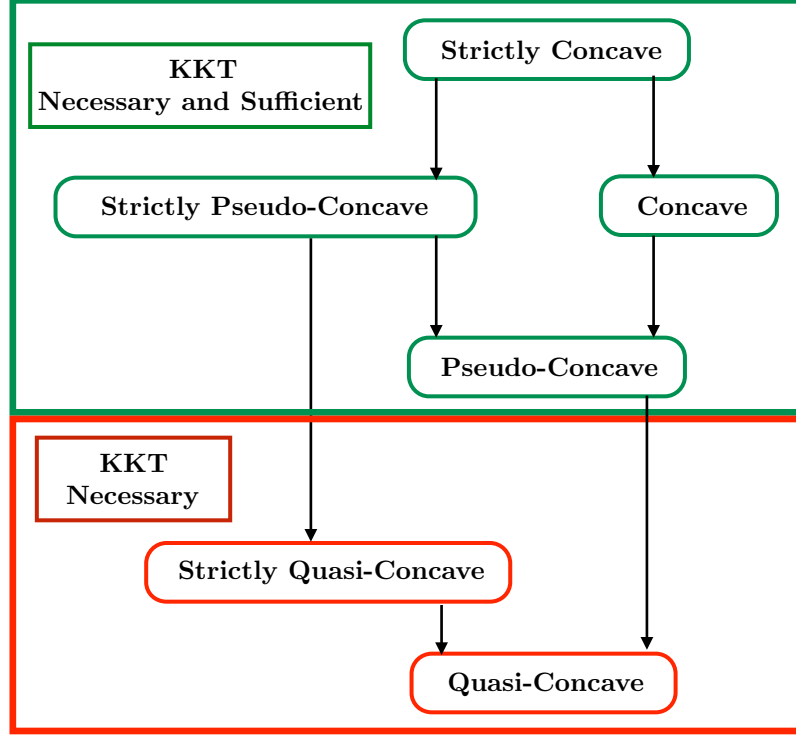 Strictly Concave
KKT
Necessary and Sufficient
Strictly Pseudo-Concave
Concave
Pseudo-Concave
KKT
Necessary
Strictly Quasi-Concave
Quasi-Concave